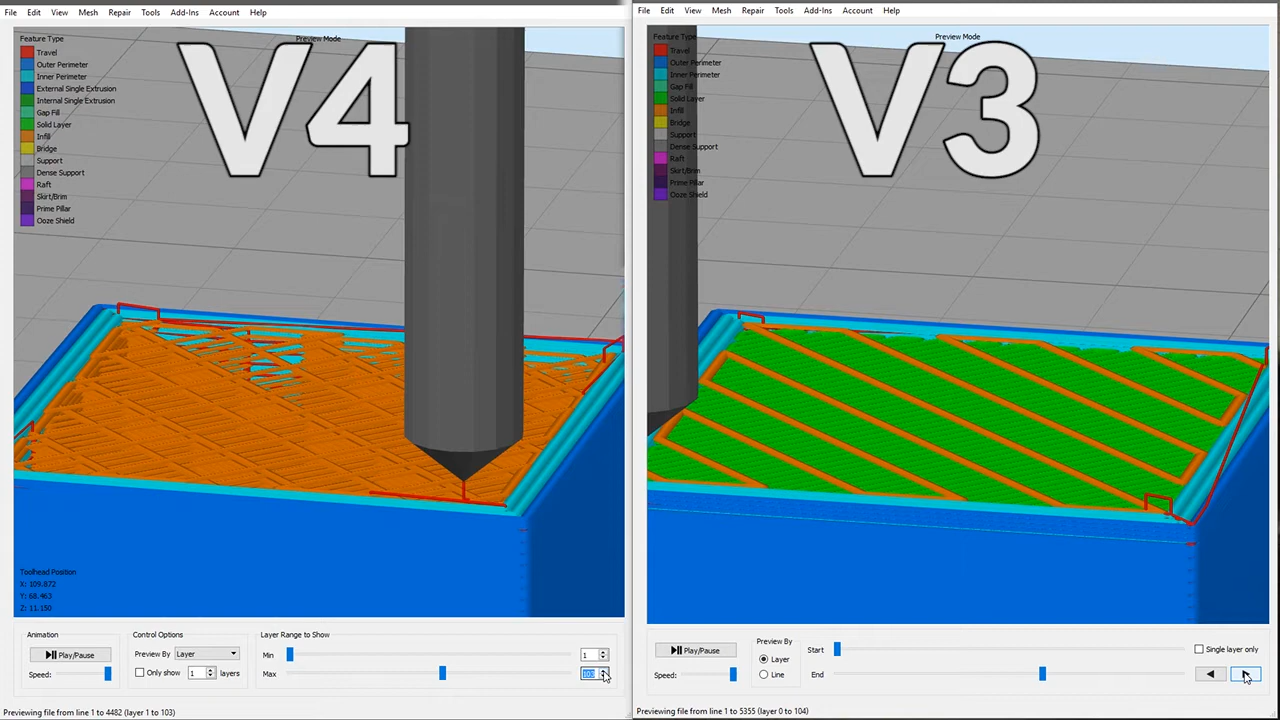 File Edit View Mesh Repair Tools Add-Ins Account Help
Preview Mode
Feature Type
Travel
Outer Perimeter
Inner Perimeter
External Single Extrusion
Internal Single Extrusion
Gap Fill
Solid Layer
Infill
Bridge
Support
Dense Support
Raft
Skirt/Brim
Prime Pillar
Ooze Shield
V4
Toolhead Position
X: 109.872
Y: 68.463
Z: 11.150
Animation
Play/Pause
Speed:
Control Options
Preview By Layer
Only show 1 layers
Layer Range to Show
Min 1
Max 103
Previewing file from line 1 to 4482 (layer 1 to 103)
File Edit View Mesh Repair Tools Add-Ins Account Help
Preview Mode
Feature Type
Travel
Outer Perimeter
Inner Perimeter
Gap Fill
Solid Layer
Infill
Bridge
Support
Dense Support
Raft
Skirt/Brim
Prime Pillar
Ooze Shield
V3
Play/Pause
Speed:
Preview By
Layer
Line
Start
End
Single layer only
Previewing file from line 1 to 5355 (layer 0 to 104)